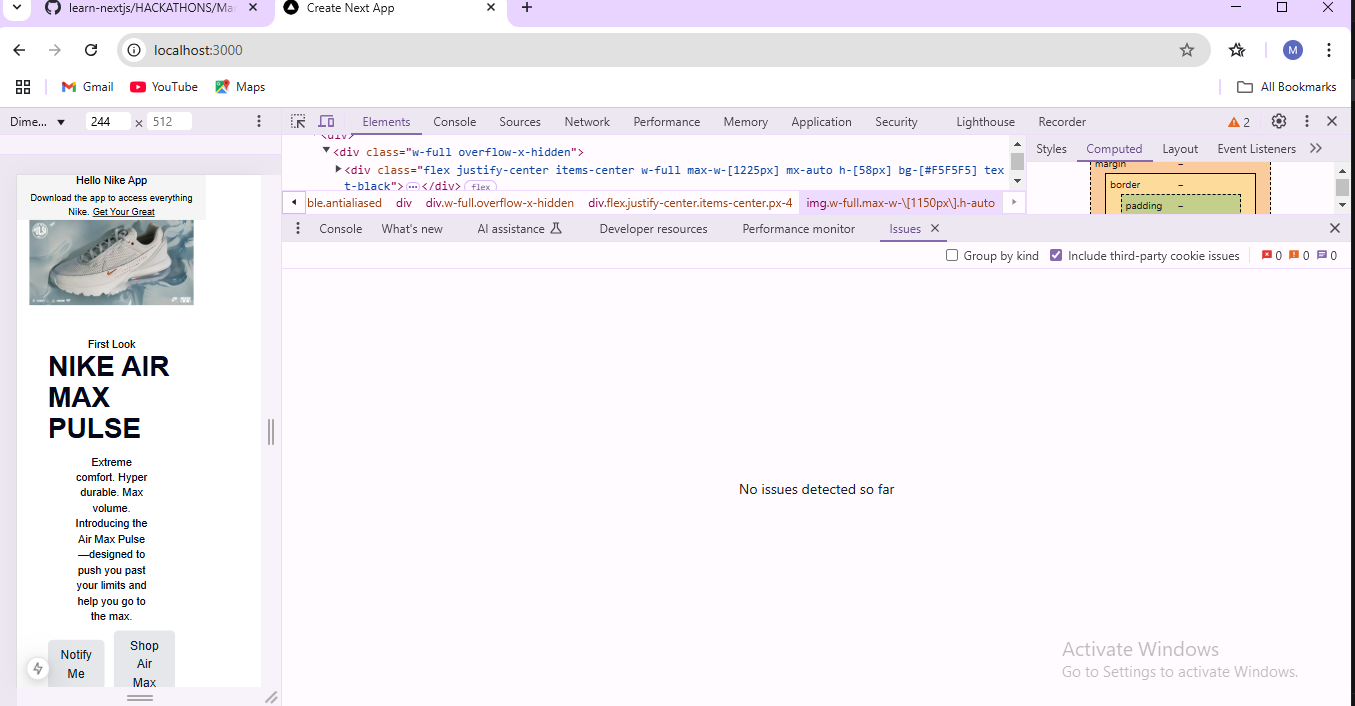 learn-nextjs/HACKATHONS/Ma
Create Next App
localhost:3000
M
Gmail
YouTube
Maps
All Bookmarks
Dime...
244 × 512
Elements
Console
Sources
Network
Performance
Memory
Application
Security
Lighthouse
Recorder
2
<div>
<div class="w-full overflow-x-hidden">
<div class="flex justify-center items-center w-full max-w-[1225px] mx-auto h-[58px] bg-[#F5F5F5] tex
t-black"> ⋯ </div> flex
ble.antialiased div div.w-full.overflow-x-hidden div.flex.justify-center.items-center.px-4 img.w-full.max-w-\[1150px\].h-auto
Styles
Computed
Layout
Event Listeners
margin –
border –
padding –
Console
What's new
AI assistance
Developer resources
Performance monitor
Issues
Group by kind
Include third-party cookie issues
0 0 0
No issues detected so far
Hello Nike App
Download the app to access everything
Nike. Get Your Great
First Look
NIKE AIR
MAX
PULSE
Extreme
comfort. Hyper
durable. Max
volume.
Introducing the
Air Max Pulse
—designed to
push you past
your limits and
help you go to
the max.
Notify
Me
Shop
Air
Max
Activate Windows
Go to Settings to activate Windows.